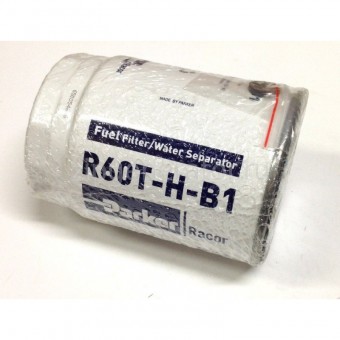 MADE BY PARKER
Fuel Filter/Water Separator
R60T-H-B1
Parker | Racor